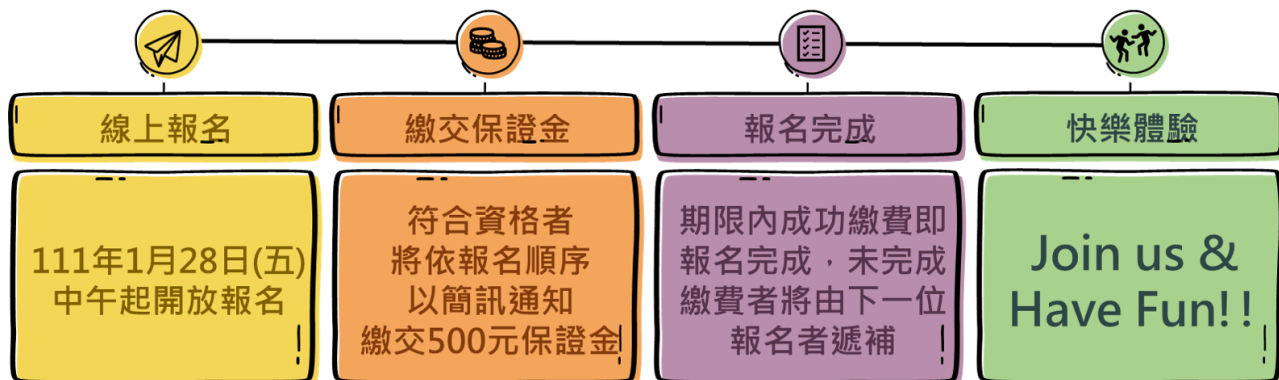 線上報名
111年1月28日(五)
中午起開放報名
繳交保證金
符合資格者
將依報名順序
以簡訊通知
繳交500元保證金
報名完成
期限內成功繳費即
報名完成，未完成
繳費者將由下一位
報名者遞補
快樂體驗
Join us &
Have Fun!!